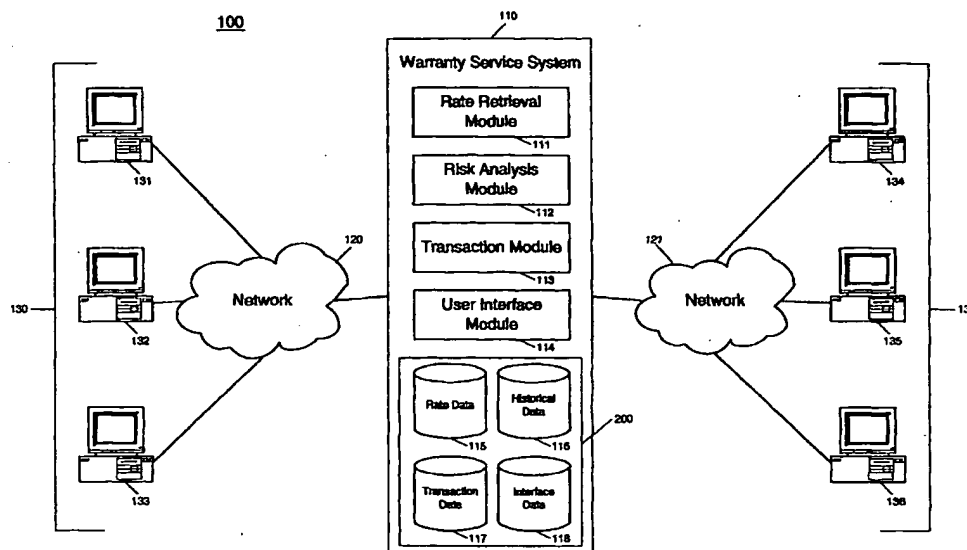 100
110
Warranty Service System
Rate Retrieval
Module
111
Risk Analysis
Module
112
Transaction Module
113
User Interface
Module
114
Rate Data
115
Historical
Data
116
Transaction
Data
117
Interface
Data
118
200
130
131
132
133
120
Network
121
Network
134
135
136